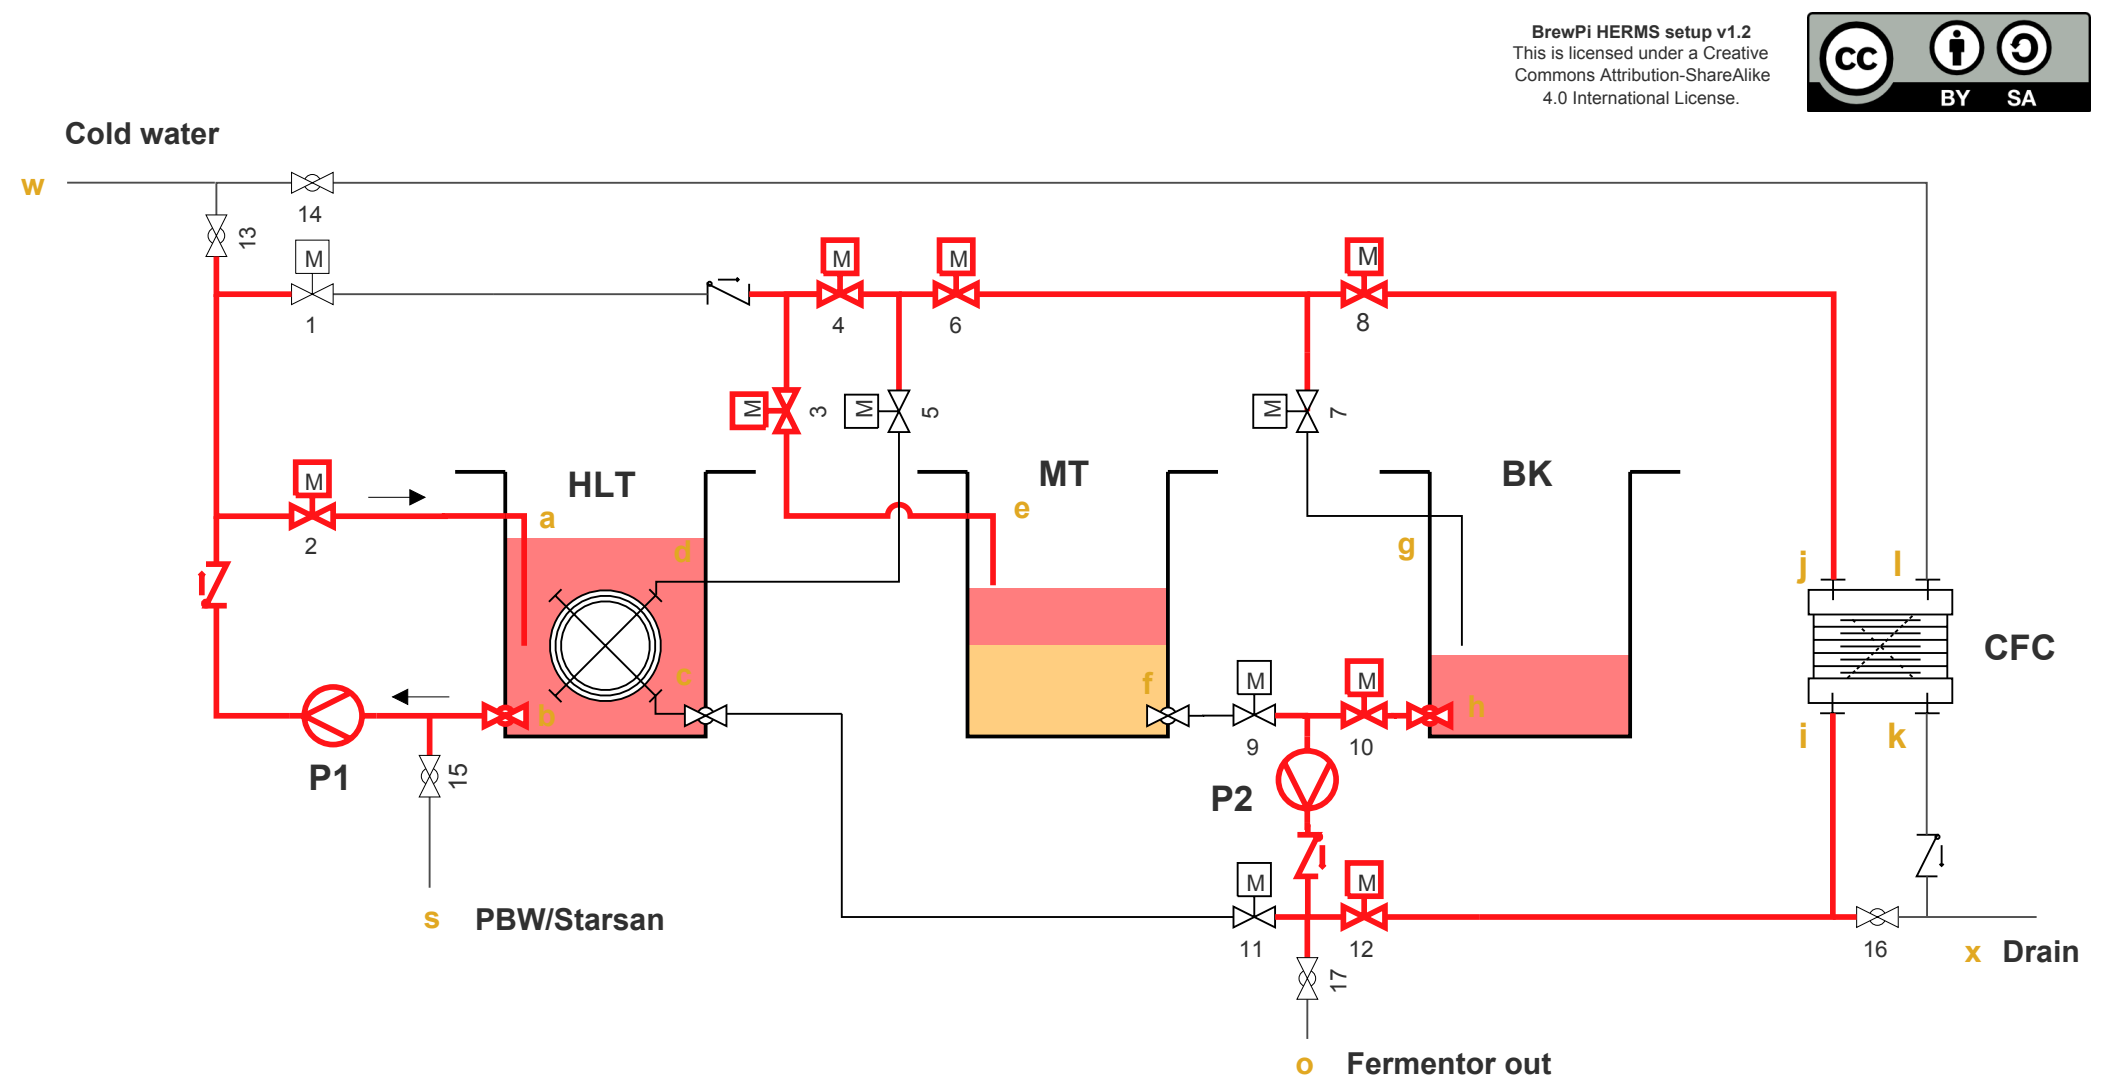 BrewPi HERMS setup v1.2
This is licensed under a Creative
Commons Attribution-ShareAlike
4.0 International License.
cc
BY SA
Cold water
w
14
13
M
M
M
M
1
4
6
8
M
3
M
5
M
7
HLT
MT
BK
M
a
e
2
d
g
j
l
CFC
c
f
M
M
b
h
i
k
9
10
P1
15
P2
M
M
s
PBW/Starsan
11
12
16
x
Drain
17
o
Fermentor out